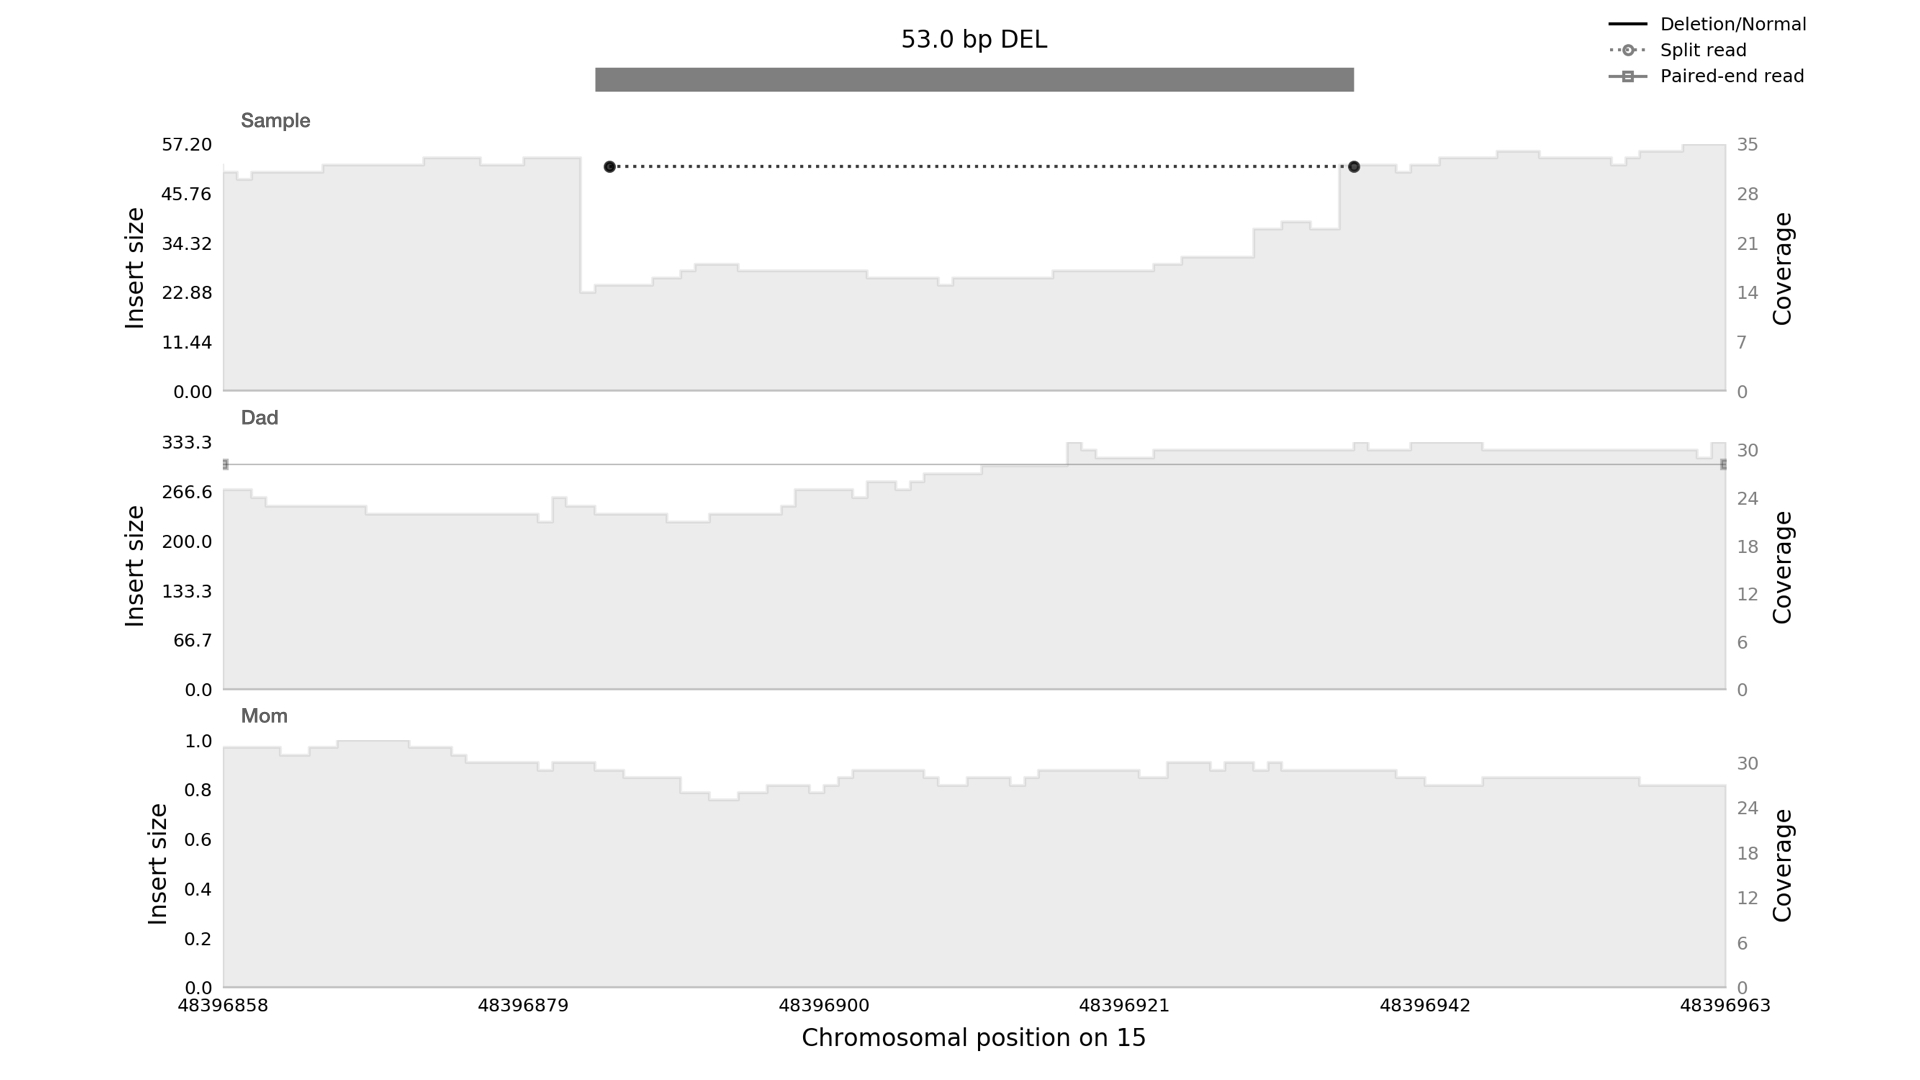 53.0 bp DEL
Deletion/Normal
Split read
Paired-end read
Sample
57.20
45.76
34.32
22.88
11.44
0.00
Insert size
35
28
21
14
7
0
Coverage
Dad
333.3
266.6
200.0
133.3
66.7
0.0
Insert size
30
24
18
12
6
0
Coverage
Mom
1.0
0.8
0.6
0.4
0.2
0.0
Insert size
30
24
18
12
6
0
Coverage
48396858 48396879 48396900 48396921 48396942 48396963
Chromosomal position on 15